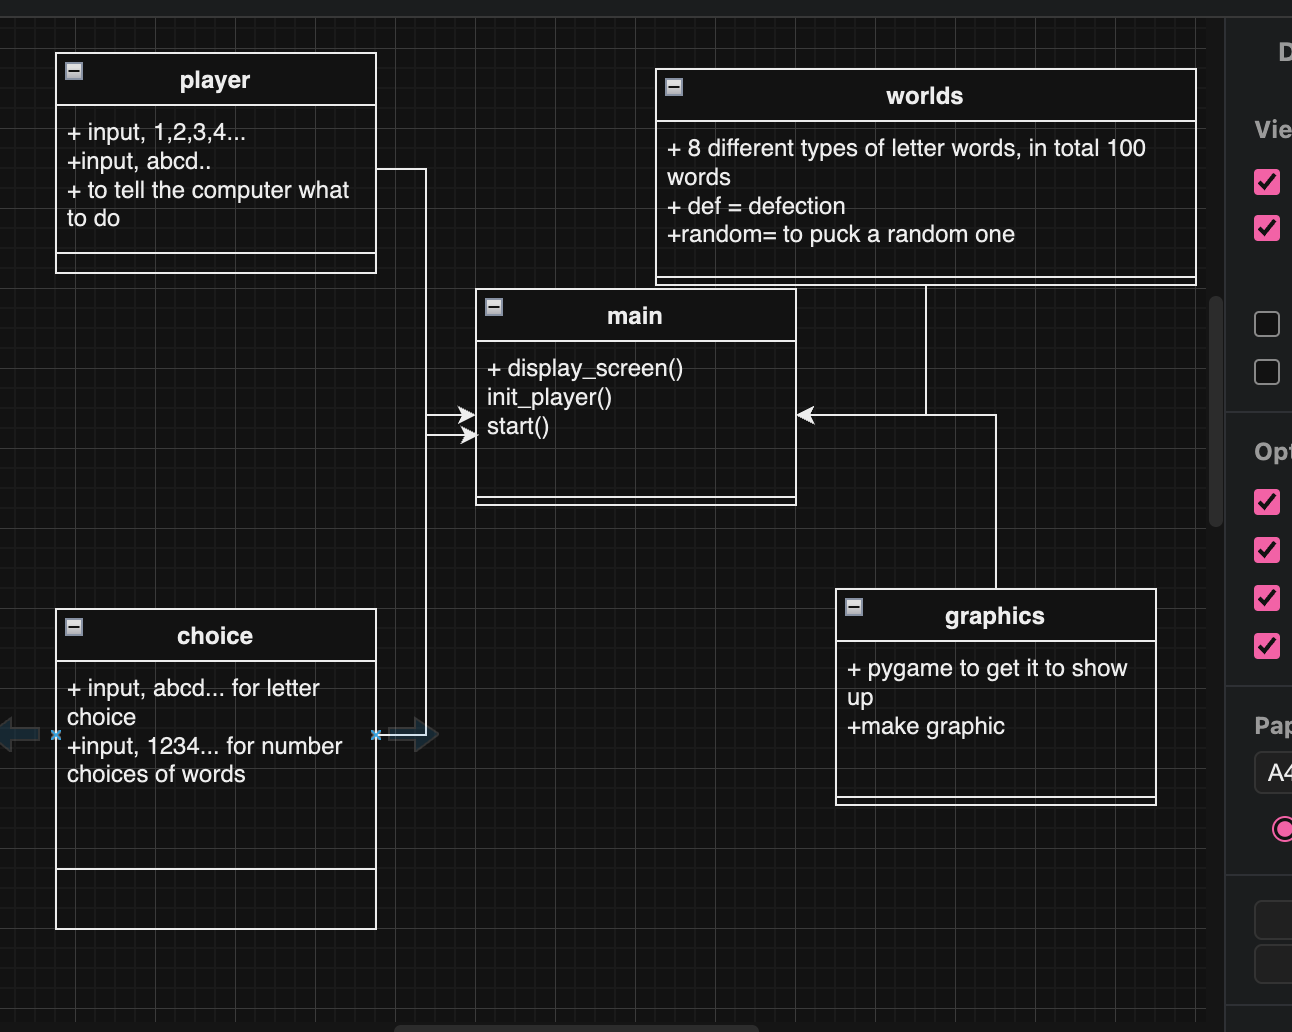 player
+ input, 1,2,3,4...
+input, abcd..
+ to tell the computer what
to do
worlds
+ 8 different types of letter words, in total 100
words
+ def = defection
+random= to puck a random one
main
+ display_screen()
init_player()
start()
choice
+ input, abcd... for letter
choice
+input, 1234... for number
choices of words
graphics
+ pygame to get it to show
up
+make graphic
D
Vie
Opt
Pap
A4